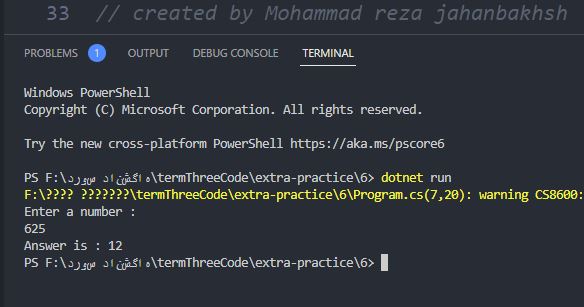 33 // created by Mohammad reza jahanbakhsh
PROBLEMS 1 OUTPUT DEBUG CONSOLE TERMINAL
Windows PowerShell
Copyright (C) Microsoft Corporation. All rights reserved.
Try the new cross-platform PowerShell https://aka.ms/pscore6
PS F:\دروس دانشگاه\termThreeCode\extra-practice\6> dotnet run
F:\???? ???????\termThreeCode\extra-practice\6\Program.cs(7,20): warning CS8600:
Enter a number :
625
Answer is : 12
PS F:\دروس دانشگاه\termThreeCode\extra-practice\6>